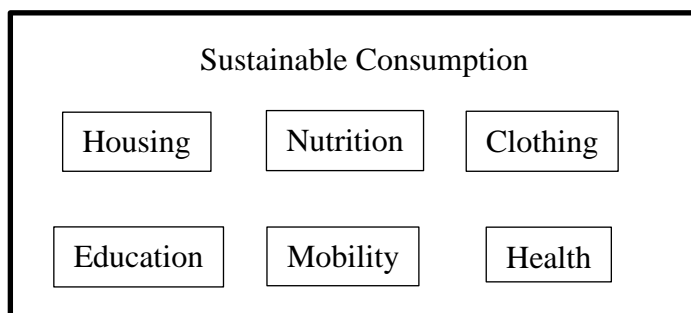 Sustainable Consumption
Housing Nutrition Clothing
Education Mobility Health